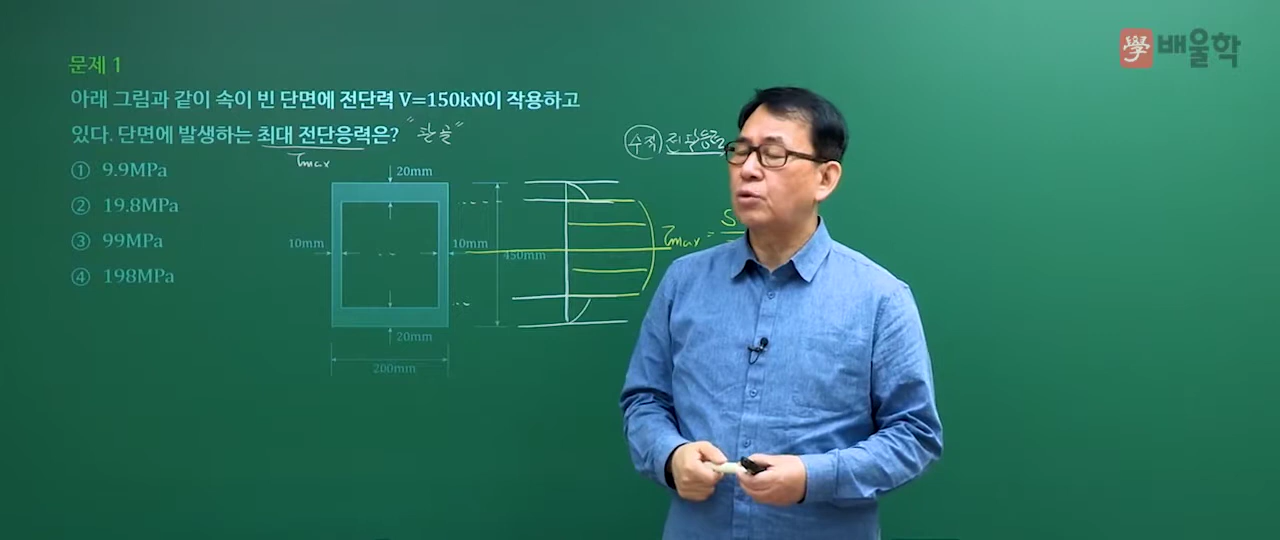 學 배울학
문제 1
아래 그림과 같이 속이 빈 단면에 전단력 V=150kN이 작용하고
있다. 단면에 발생하는 최대 전단응력은?
τmax
① 9.9MPa
② 19.8MPa
③ 99MPa
④ 198MPa
20mm
10mm
10mm
450mm
20mm
200mm
τmax = S